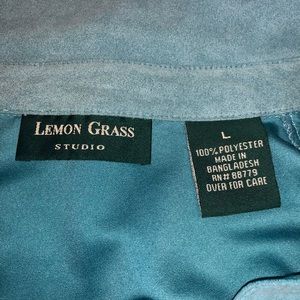 LEMON GRASS
STUDIO
L
100% POLYESTER
MADE IN
BANGLADESH
RN# 88779
OVER FOR CARE